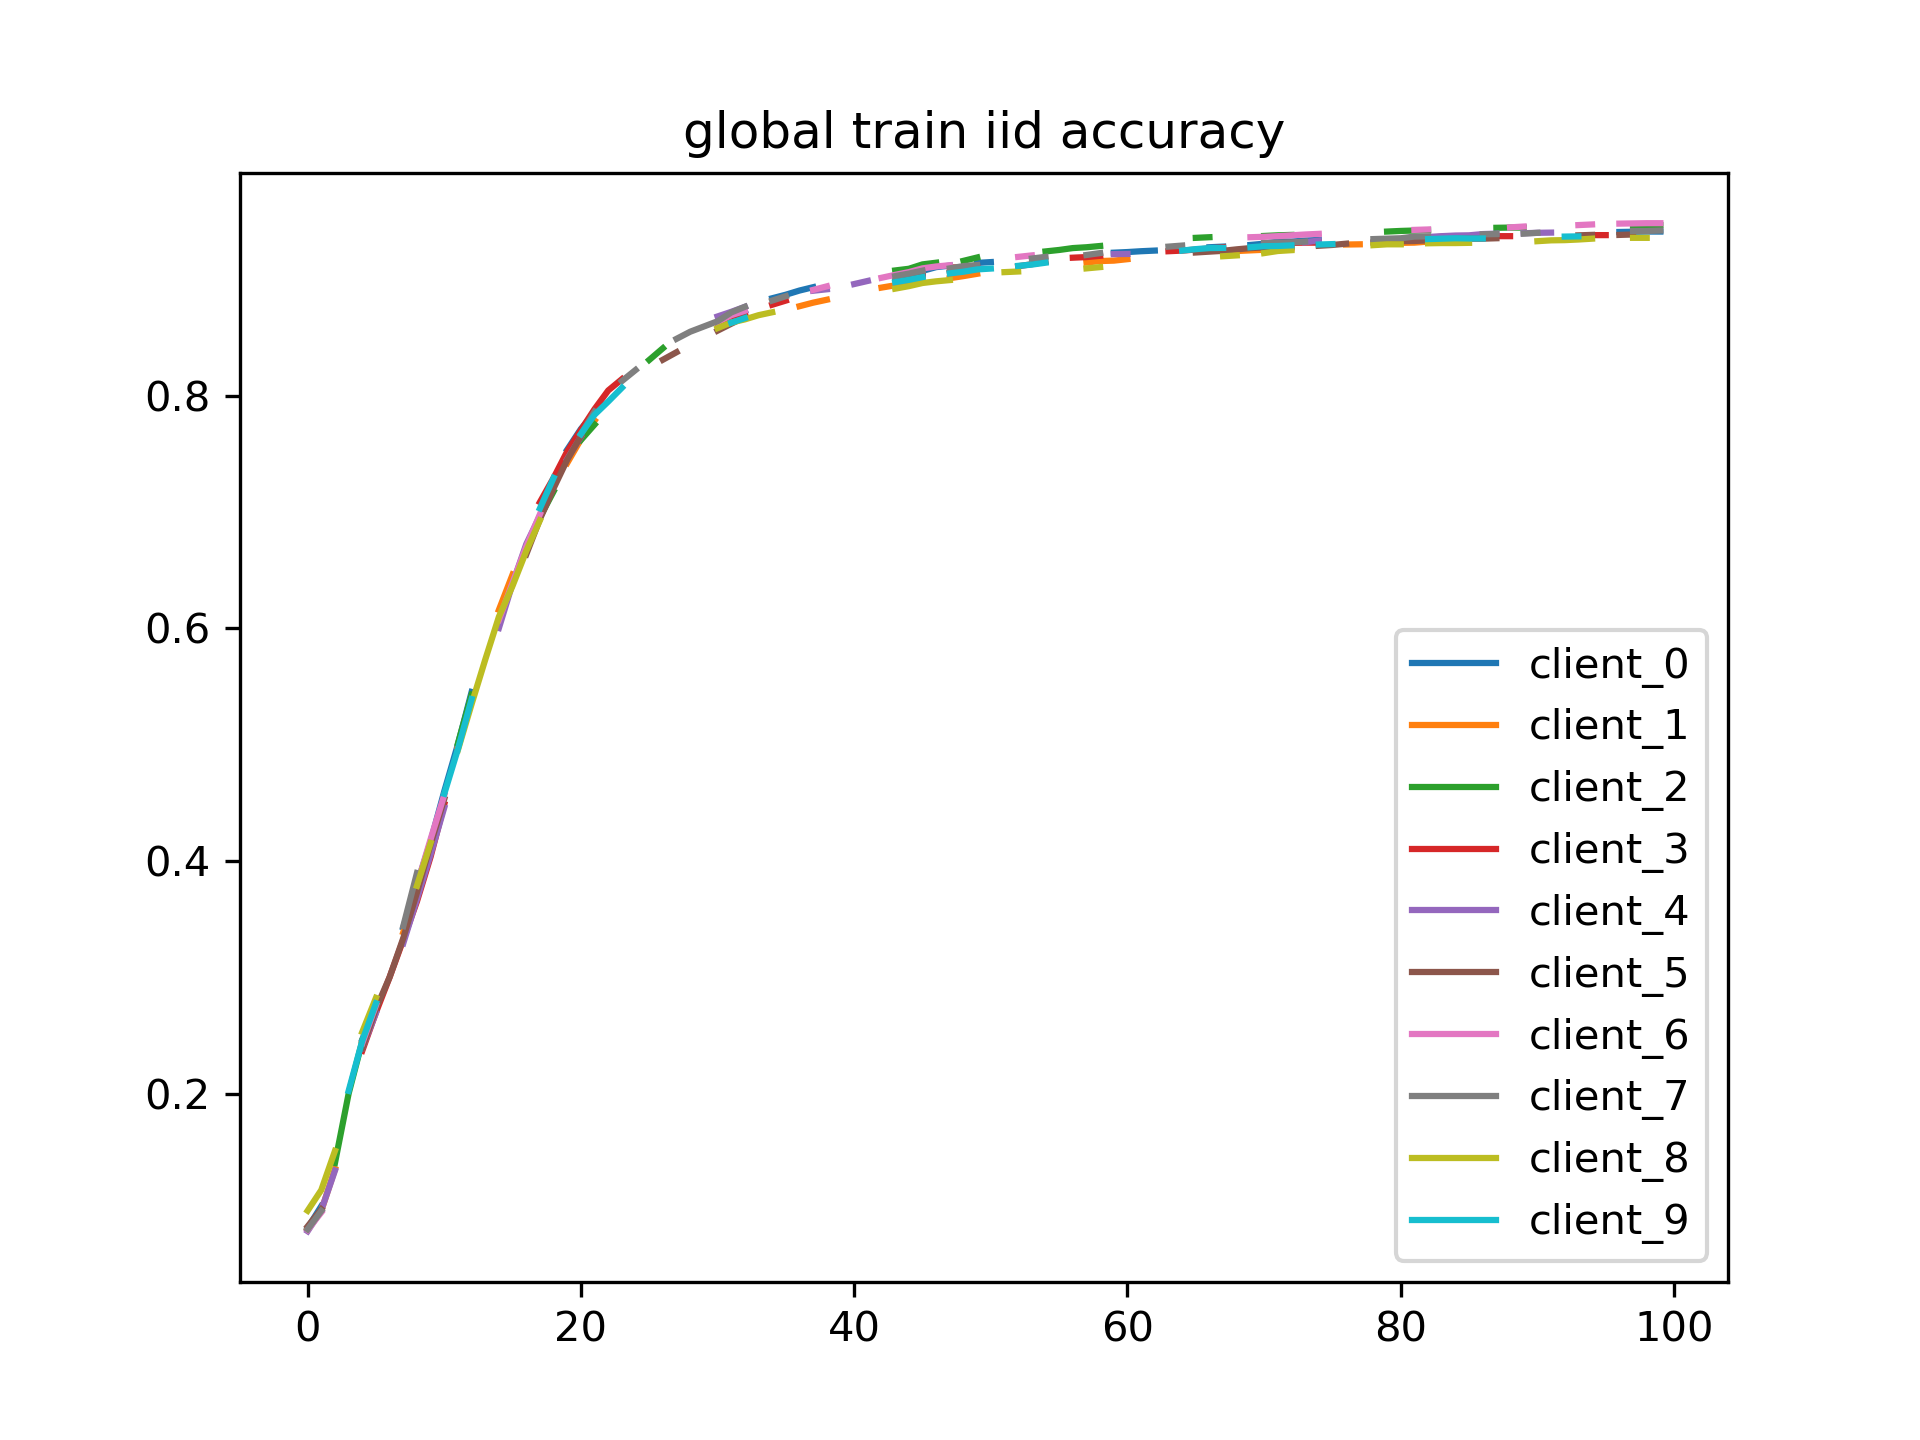 global train iid accuracy
0.8
0.6
0.4
0.2
0 20 40 60 80 100
client_0
client_1
client_2
client_3
client_4
client_5
client_6
client_7
client_8
client_9